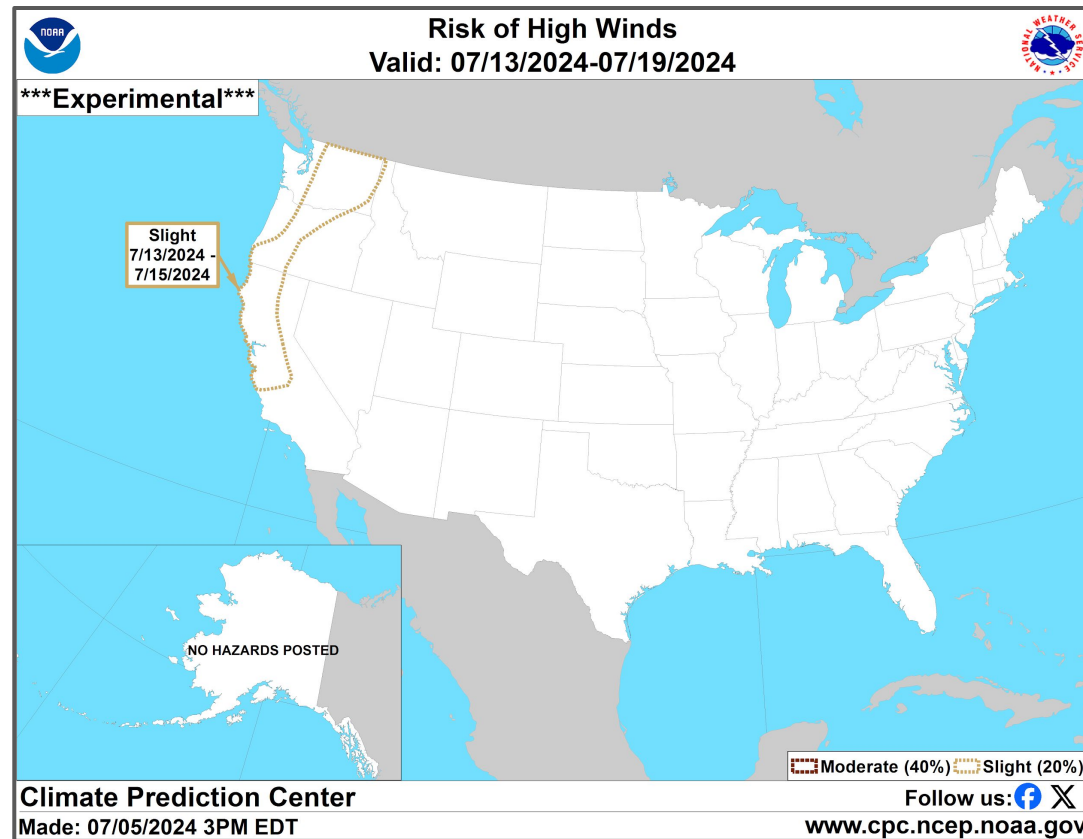 NOAA
Risk of High Winds
Valid: 07/13/2024-07/19/2024
NATIONAL WEATHER SERVICE
***Experimental***
Slight
7/13/2024 -
7/15/2024
NO HAZARDS POSTED
Moderate (40%) Slight (20%)
Climate Prediction Center
Follow us:
Made: 07/05/2024 3PM EDT
www.cpc.ncep.noaa.gov